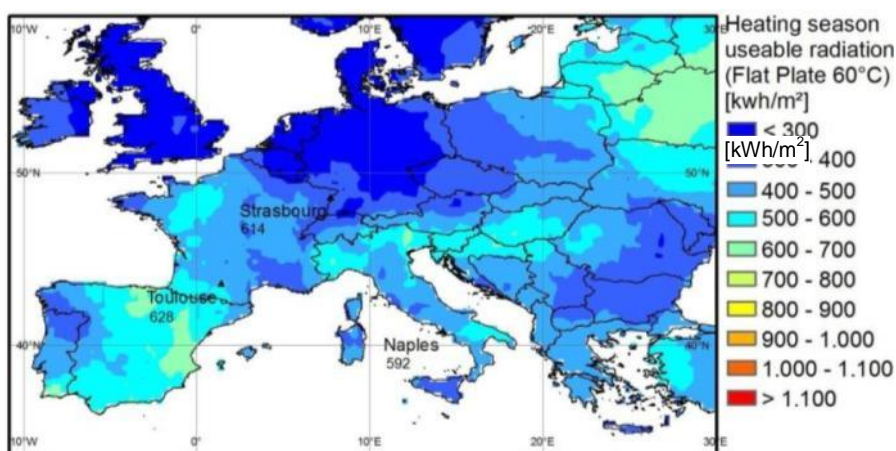 10°W 0° 10°E 20°E 30°E
Heating season
useable radiation
(Flat Plate 60°C)
[kwh/m²]
< 300
[kWh/m²]
400
50°N 50°N
400 - 500
Strasbourg
614
500 - 600
600 - 700
700 - 800
Toulouse
628
800 - 900
900 - 1.000
40°N
Naples
592
40°N
1.000 - 1.100
> 1.100
10°W 0° 10°E 20°E 30°E